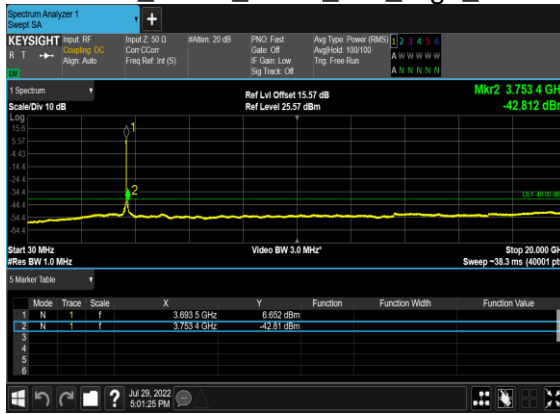 Spectrum Analyzer 1
Swept SA
+
KEYSIGHT Input: RF Input Z: 50 Ω #Atten: 20 dB PNO: Fast Avg Type: Power (RMS) 1 2 3 4 5 6
R T Coupling: DC Corr CCorr Gate: Off Avg|Hold: 100/100 A W W W W W
Align: Auto Freq Ref: Int (S) IF Gain: Low Trig: Free Run
Sig Track: Off A N N N N N
1 Spectrum Ref Lvl Offset 15.57 dB Mkr2 3.753 4 GH
Scale/Div 10 dB Ref Level 25.57 dBm -42.812 dB
Log
15.6
5.57
-4.43
-14.4
-24.4
-34.4
-44.4
-54.4
-64.4
1
2
Start 30 MHz Video BW 3.0 MHz* Stop 20.000 GH
#Res BW 1.0 MHz Sweep ~38.3 ms (40001 pt
5 Marker Table
Mode Trace Scale X Y Function Function Width Function Value
1 N 1 f 3.693 5 GHz 6.652 dBm
2 N 1 f 3.753 4 GHz -42.81 dBm
3
4
5
6
? Jul 29, 2022
5:01:25 PM